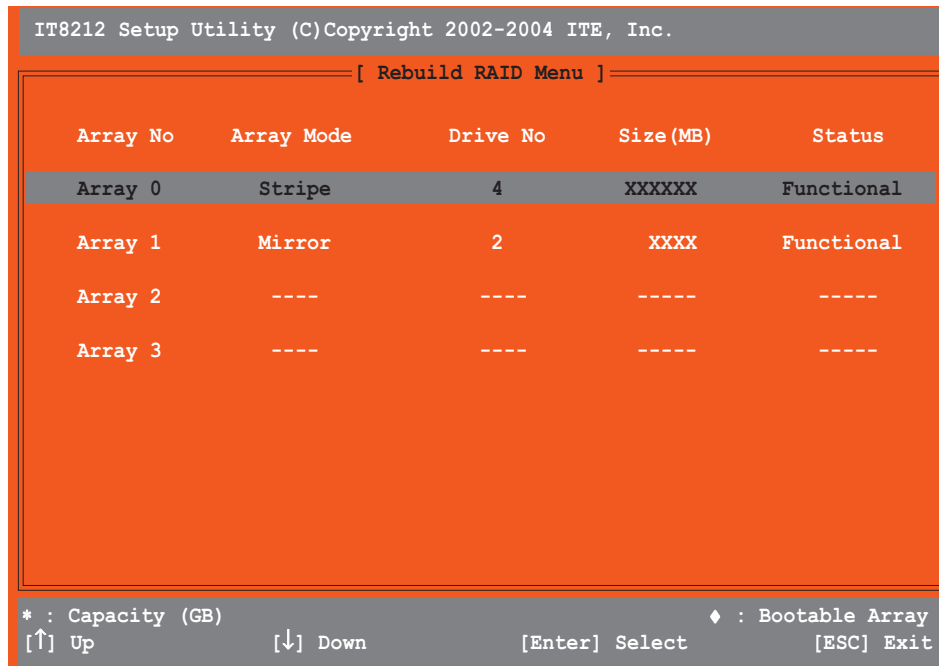 IT8212 Setup Utility (C)Copyright 2002-2004 ITE, Inc.
[ Rebuild RAID Menu ]
Array No Array Mode Drive No Size(MB) Status
Array 0 Stripe 4 XXXXXX Functional
Array 1 Mirror 2 XXXX Functional
Array 2 ---- ---- ----- -----
Array 3 ---- ---- ----- -----
* : Capacity (GB) ♦ : Bootable Array
[↑] Up [↓] Down [Enter] Select [ESC] Exit